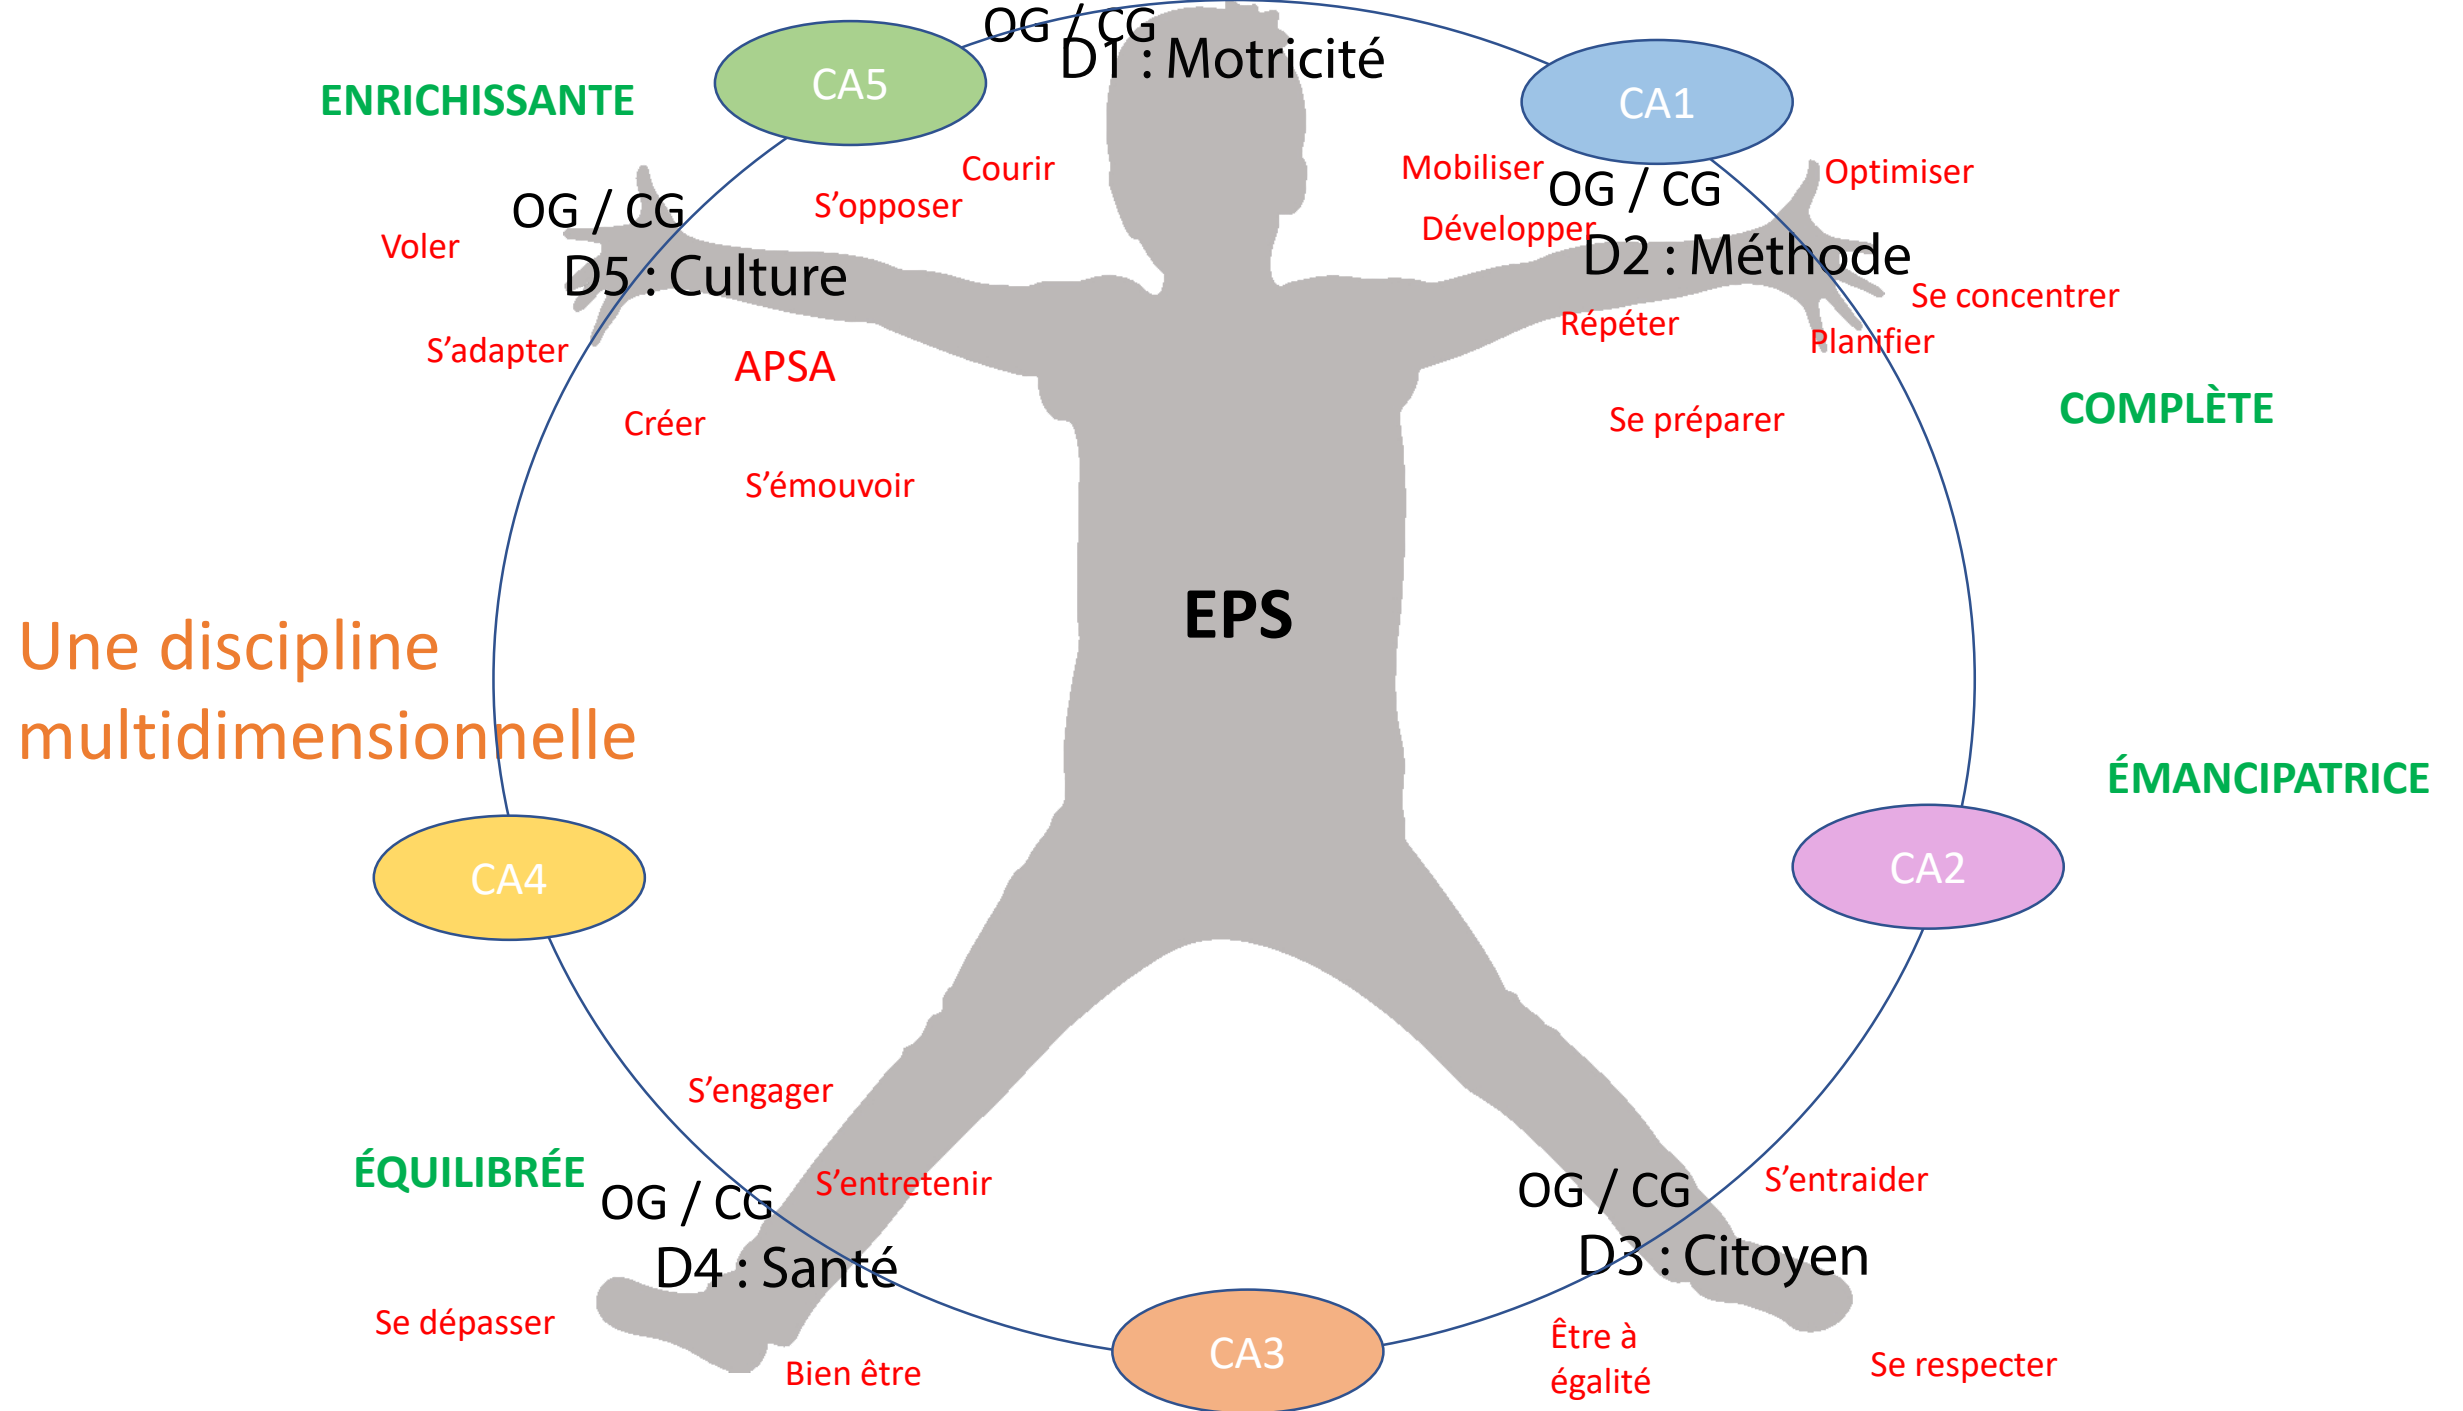 OG / CG
D1 : Motricité
CA5
CA1
ENRICHISSANTE
Courir
Mobiliser
Optimiser
S’opposer
OG / CG
OG / CG
Voler
Développer
D5 : Culture
D2 : Méthode
Se concentrer
Répéter
Planifier
S’adapter
APSA
Créer
Se préparer
COMPLÈTE
S’émouvoir
EPS
Une discipline
multidimensionnelle
ÉMANCIPATRICE
CA4
CA2
S’engager
ÉQUILIBRÉE
S’entretenir
OG / CG
OG / CG
S’entraider
D4 : Santé
D3 : Citoyen
Se dépasser
Bien être
CA3
Être à
égalité
Se respecter